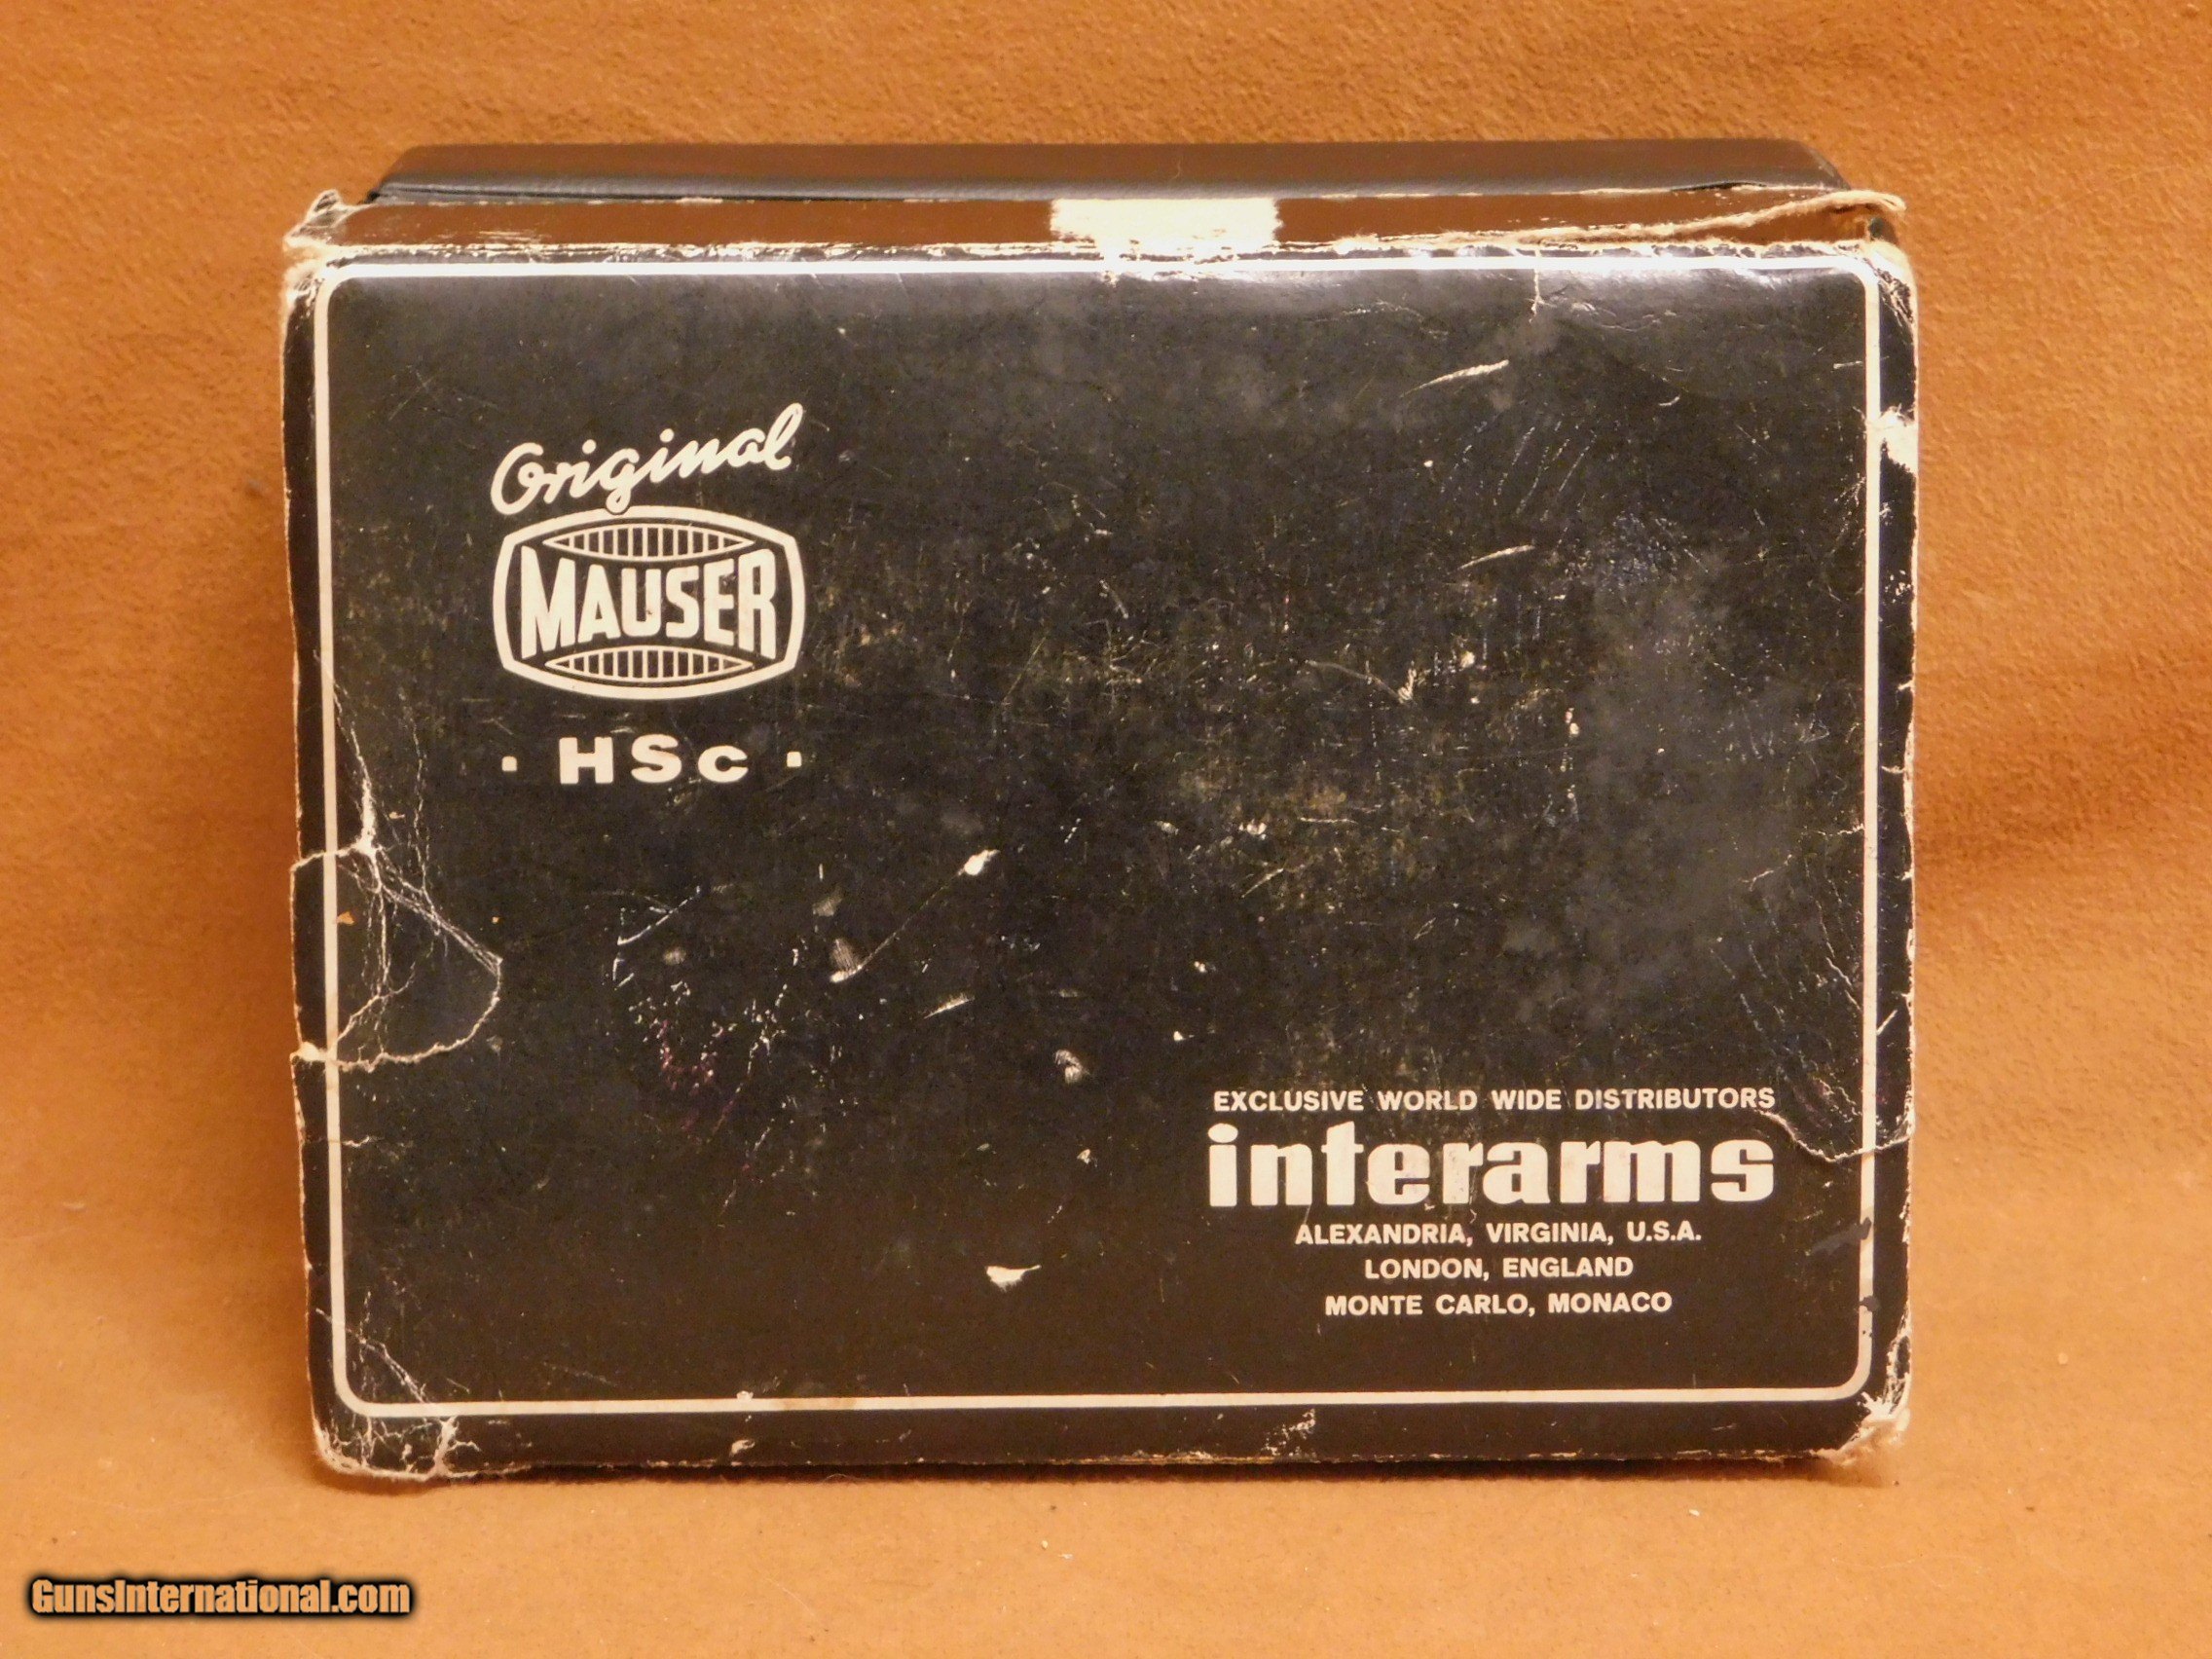 Original
MAUSER
· HSc ·
EXCLUSIVE WORLD WIDE DISTRIBUTORS
interarms
ALEXANDRIA, VIRGINIA, U.S.A.
LONDON, ENGLAND
MONTE CARLO, MONACO
GunsInternational.com